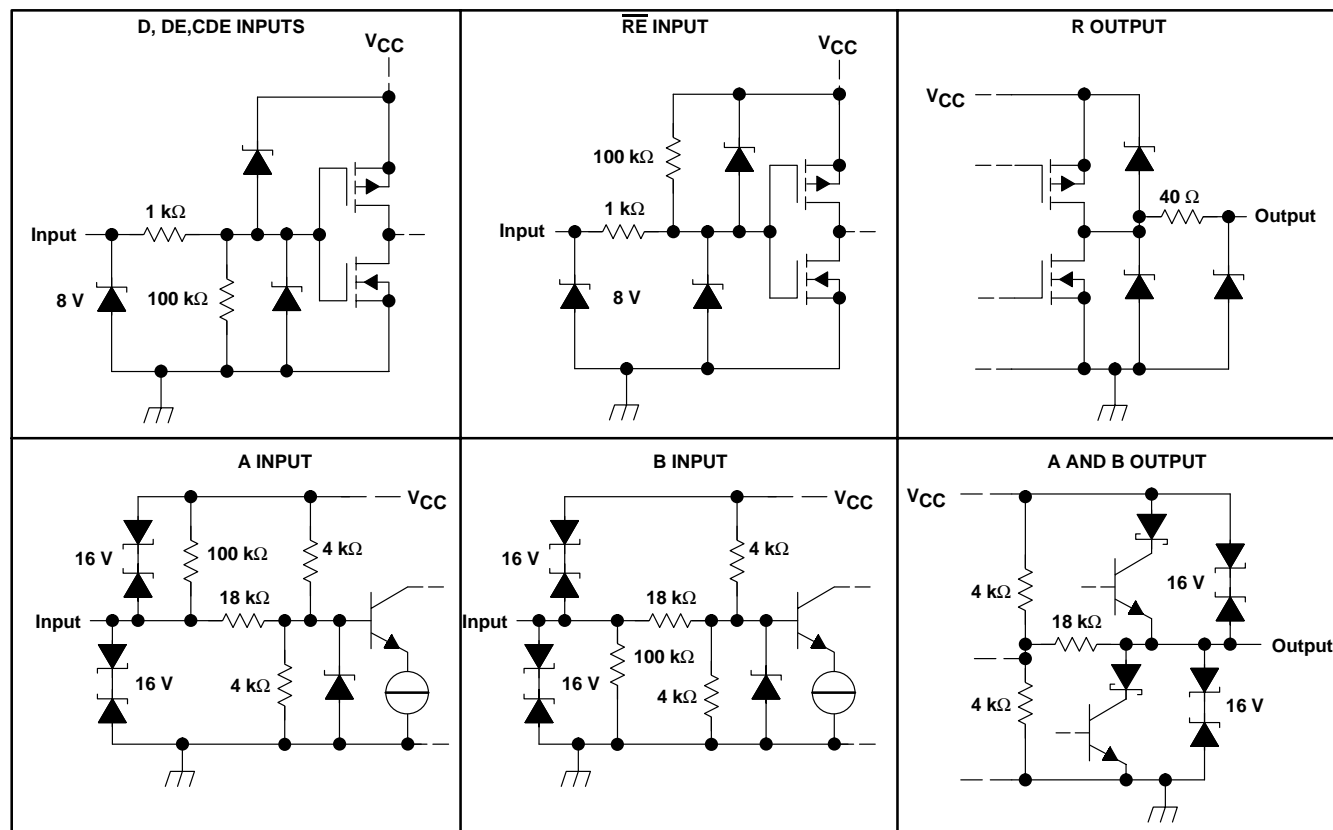 D, DE,CDE INPUTS
VCC
1 kΩ
Input
8 V
100 kΩ
RE INPUT
VCC
100 kΩ
1 kΩ
Input
8 V
R OUTPUT
VCC
40 Ω
Output
A INPUT
VCC
16 V
100 kΩ
4 kΩ
18 kΩ
Input
16 V
4 kΩ
B INPUT
VCC
16 V
4 kΩ
18 kΩ
Input
100 kΩ
16 V
4 kΩ
A AND B OUTPUT
VCC
16 V
4 kΩ
18 kΩ
Output
4 kΩ
16 V